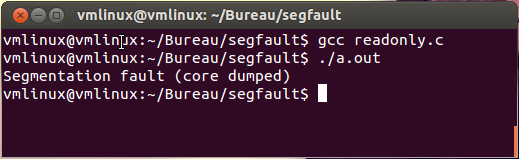 vmlinux@vmlinux: ~/Bureau/segfault
vmlinux@vmlinux:~/Bureau/segfault$ gcc readonly.c
vmlinux@vmlinux:~/Bureau/segfault$ ./a.out
Segmentation fault (core dumped)
vmlinux@vmlinux:~/Bureau/segfault$